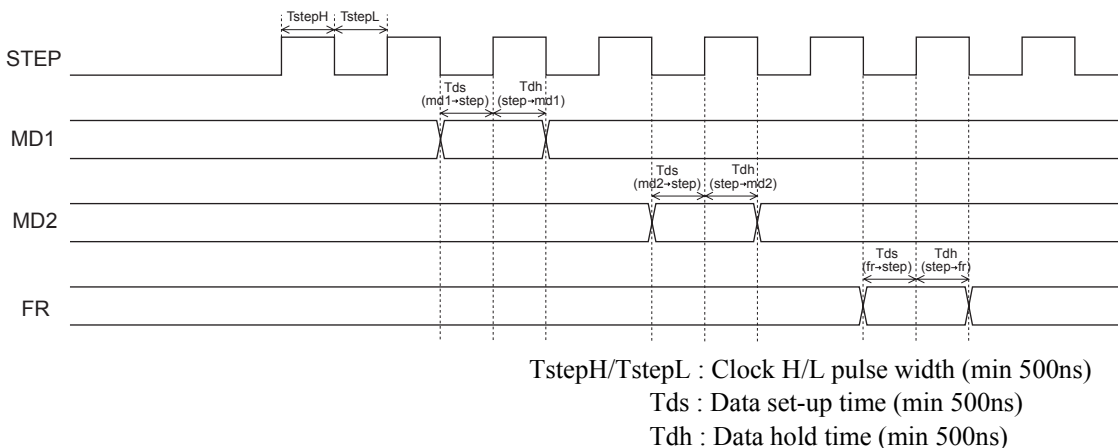 TstepH TstepL
STEP
Tds Tdh
(md1→step) (step→md1)
MD1
Tds Tdh
(md2→step) (step→md2)
MD2
Tds Tdh
(fr→step) (step→fr)
FR
TstepH/TstepL : Clock H/L pulse width (min 500ns)
Tds : Data set-up time (min 500ns)
Tdh : Data hold time (min 500ns)